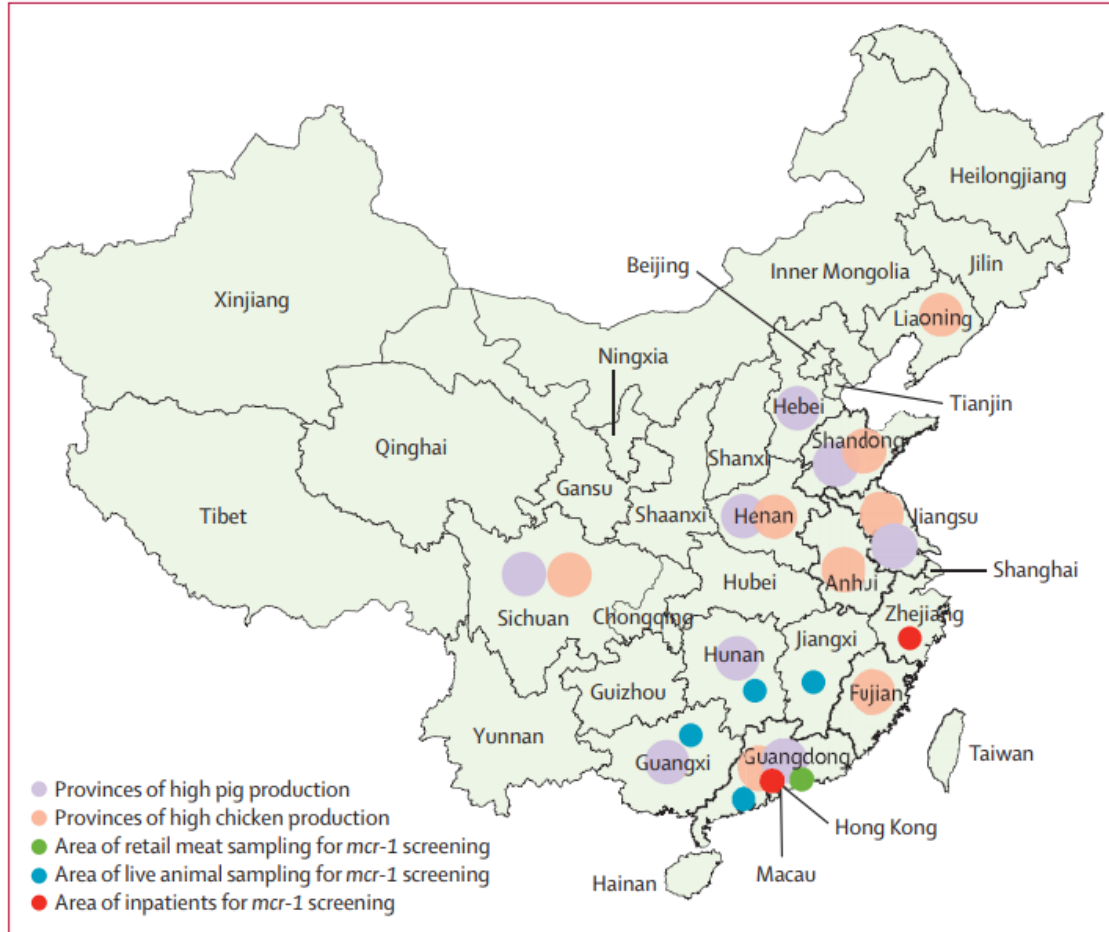 Heilongjiang
Jilin
Inner Mongolia
Beijing
Xinjiang
Liaoning
Ningxia
Hebei
Tianjin
Shandong
Qinghai
Shanxi
Gansu
Shaanxi
Henan
Jiangsu
Tibet
Hubei
Anhui
Shanghai
Sichuan
Chongqing
Zhejiang
Jiangxi
Hunan
Guizhou
Fujian
Yunnan
Guangxi
Guangdong
Taiwan
Hong Kong
Macau
Hainan
Provinces of high pig production
Provinces of high chicken production
Area of retail meat sampling for mcr-1 screening
Area of live animal sampling for mcr-1 screening
Area of inpatients for mcr-1 screening